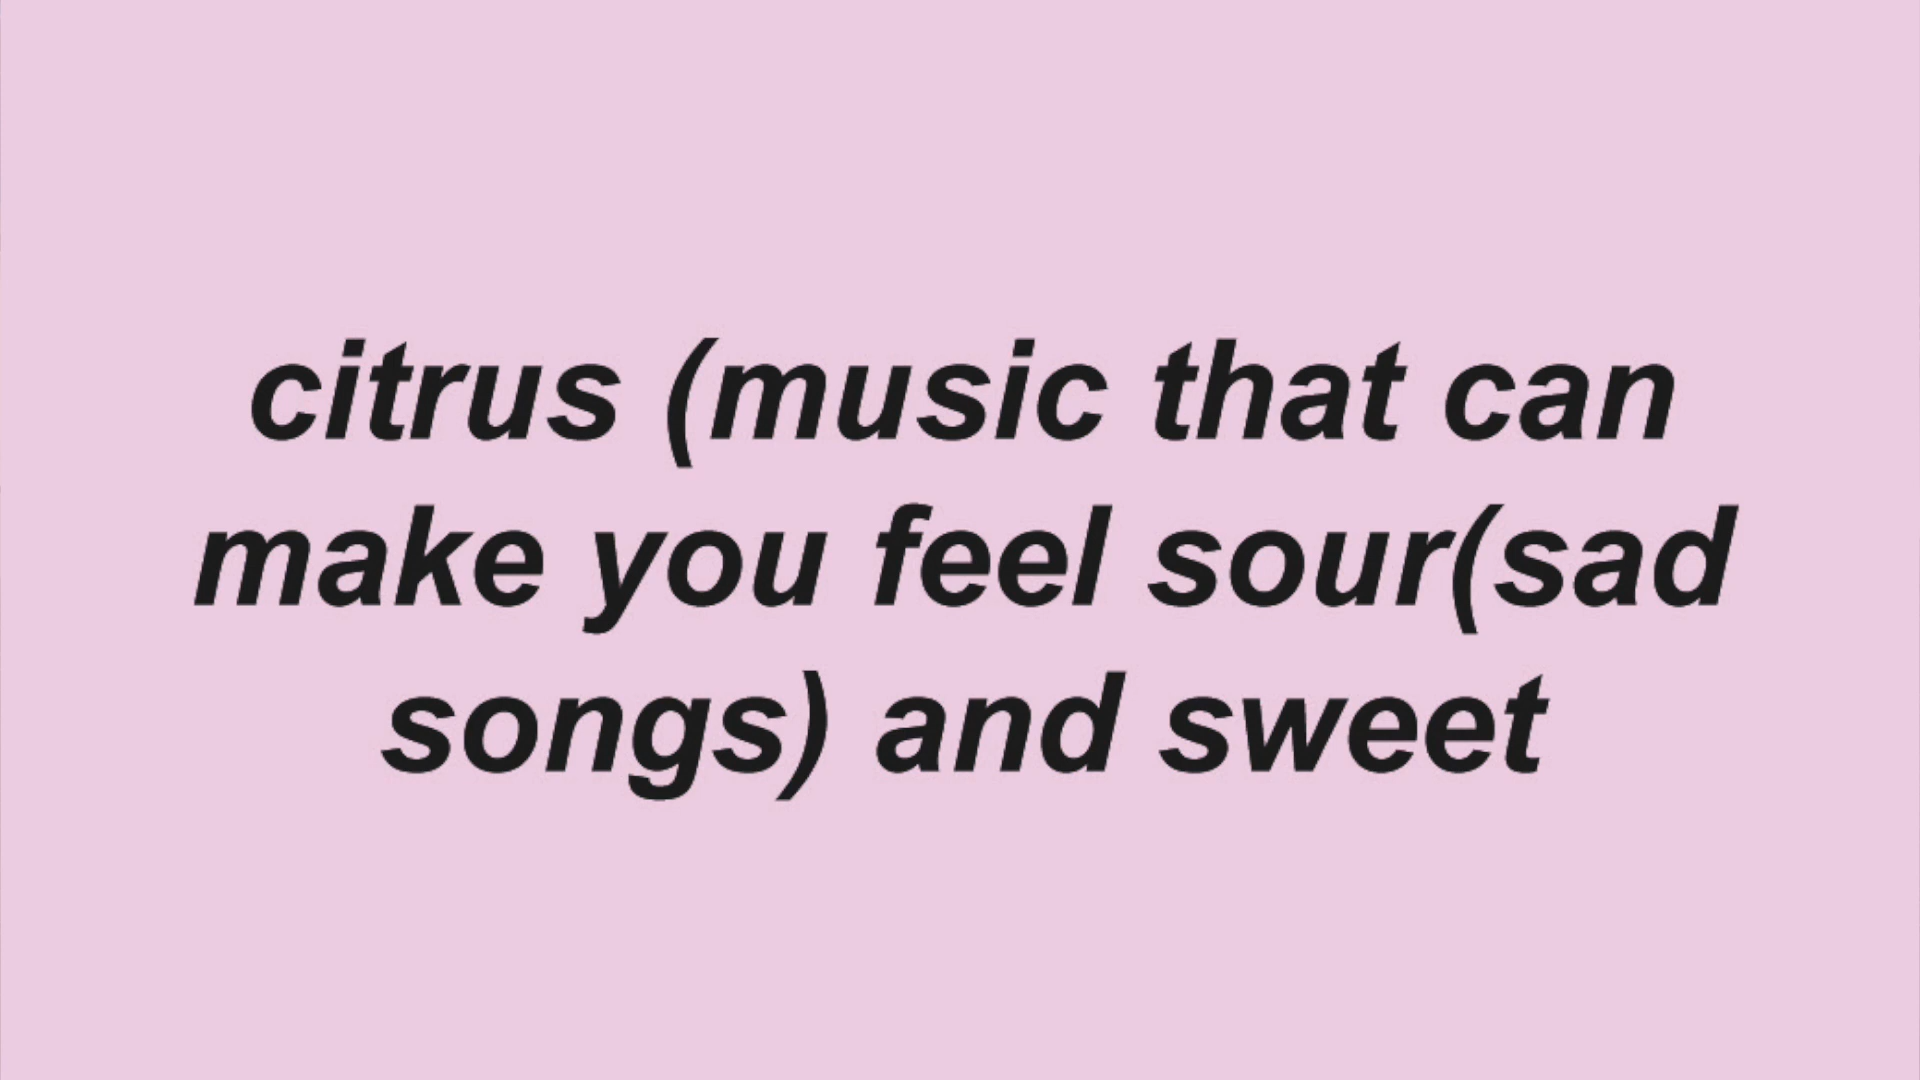 citrus (music that can
make you feel sour(sad
songs) and sweet